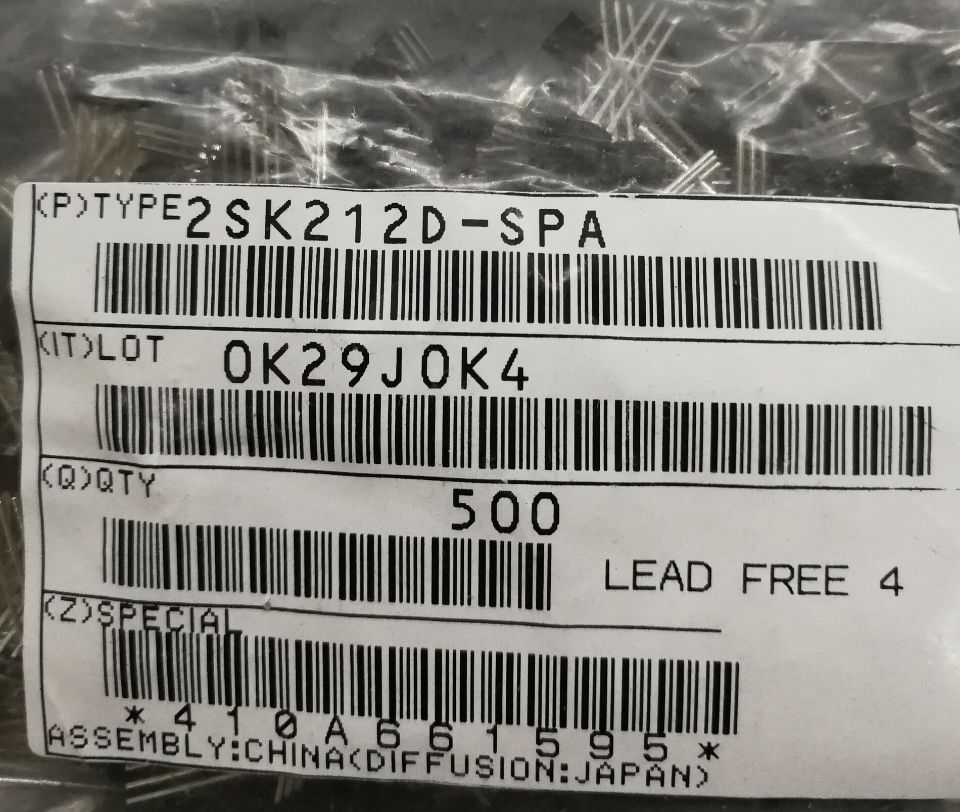 (P)TYPE 2SK212D-SPA
(IT)LOT 0K29J0K4
(Q)QTY 500
LEAD FREE 4
(Z)SPECIAL
*410A661595*
ASSEMBLY:CHINA(DIFFUSION:JAPAN)